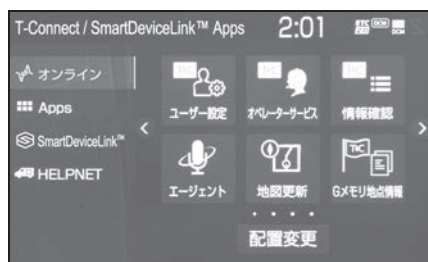 T-Connect / SmartDeviceLink™ Apps 2:01
オンライン
Apps
SmartDeviceLink™
HELPNET
ユーザー設定 オペレーターサービス 情報確認
エージェント 地図更新 Gメモリ地点情報
配置変更